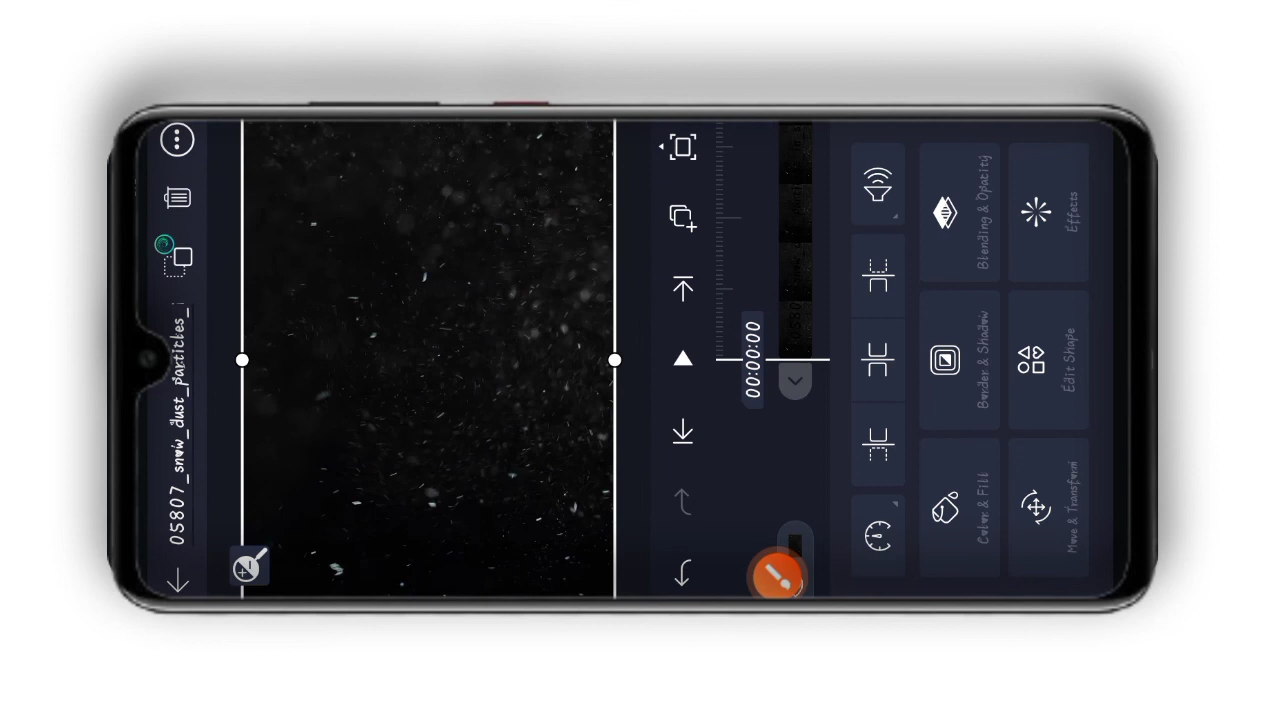 05807_snow_dust_particles_
00:00:00
Blending & Opacity
Effects
Border & Shadow
Edit Shape
Color & Fill
Move & Transform